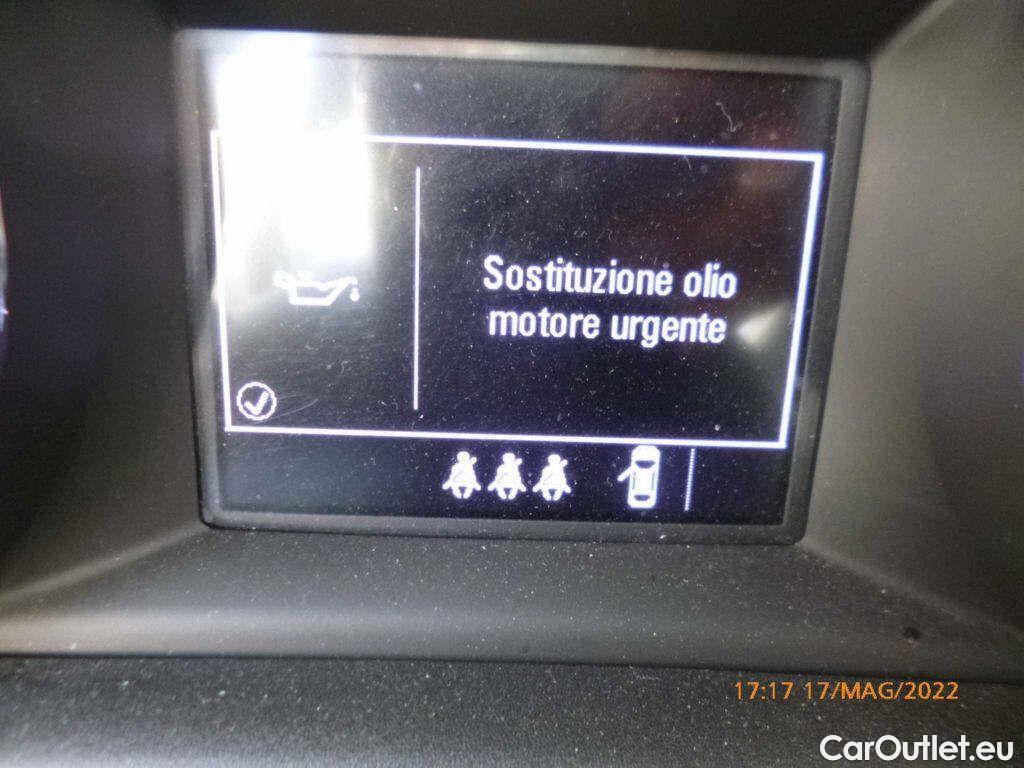 Sostituzione olio
motore urgente
17:17 17/MAG/2022
CarOutlet.eu